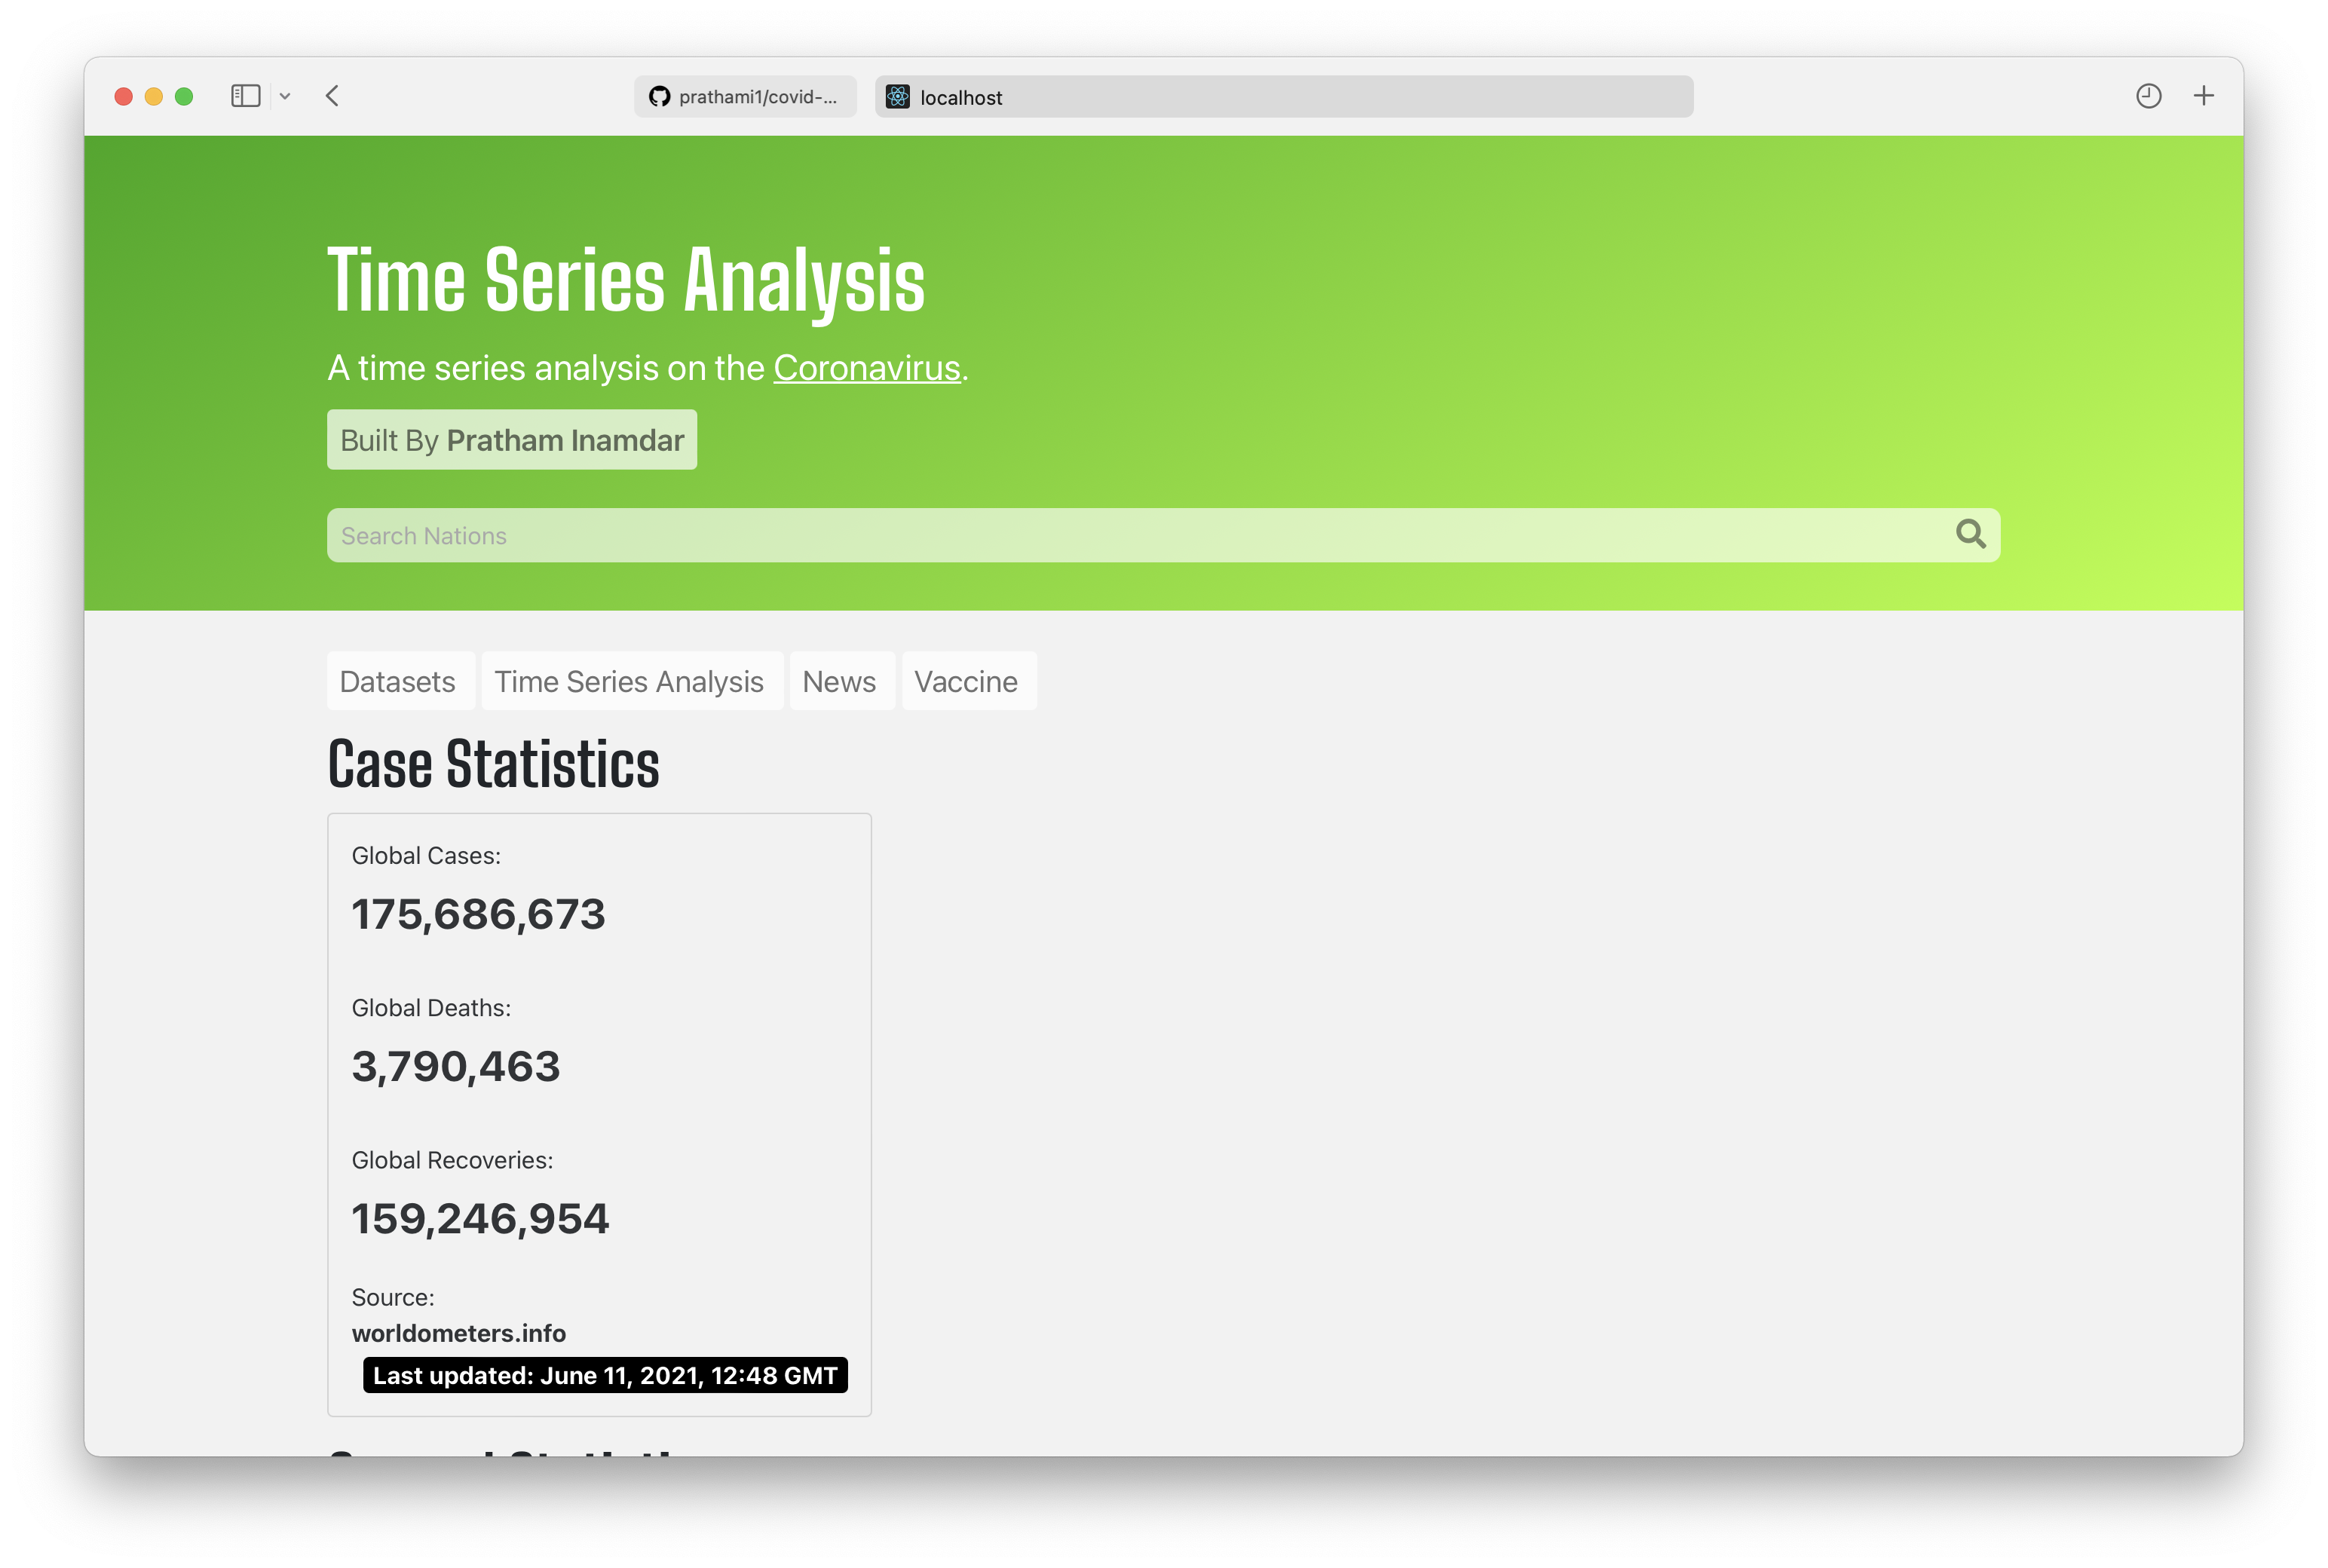 prathami1/covid-...
localhost
Time Series Analysis
A time series analysis on the Coronavirus.
Built By Pratham Inamdar
Search Nations
Datasets Time Series Analysis News Vaccine
Case Statistics
Global Cases:
175,686,673
Global Deaths:
3,790,463
Global Recoveries:
159,246,954
Source:
worldometers.info
Last updated: June 11, 2021, 12:48 GMT